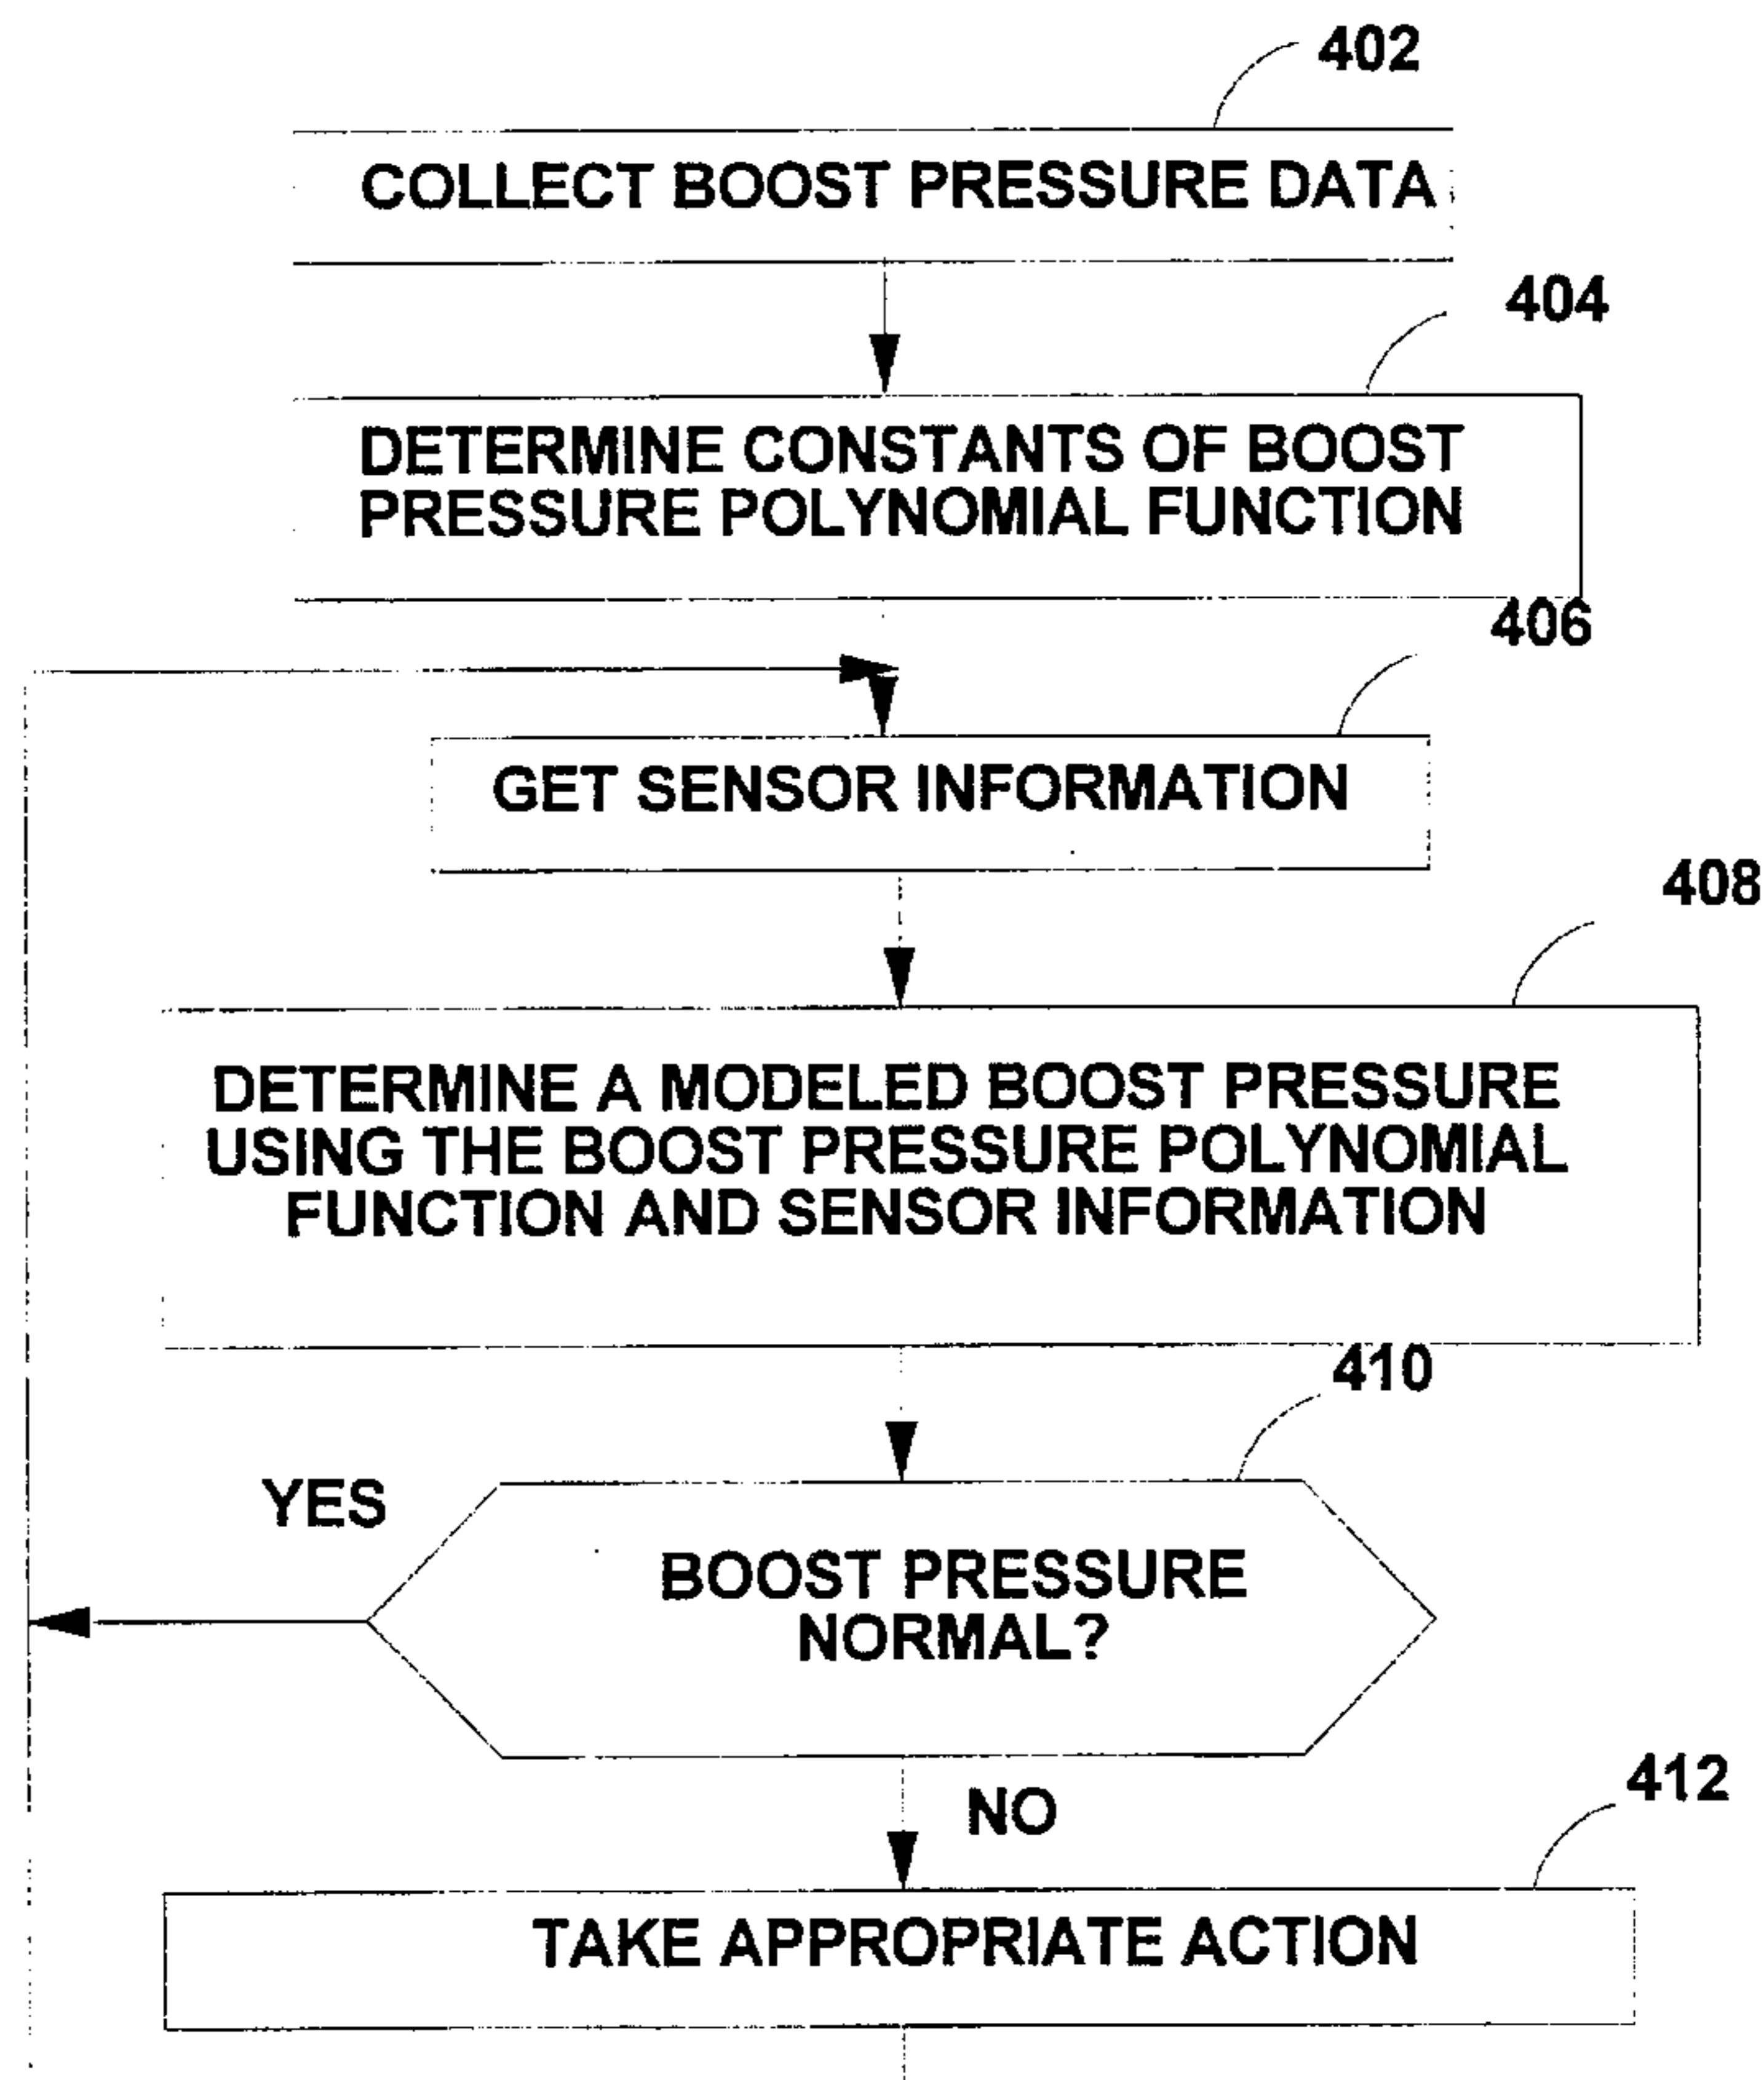 402
COLLECT BOOST PRESSURE DATA
404
DETERMINE CONSTANTS OF BOOST
PRESSURE POLYNOMIAL FUNCTION
406
GET SENSOR INFORMATION
408
DETERMINE A MODELED BOOST PRESSURE
USING THE BOOST PRESSURE POLYNOMIAL
FUNCTION AND SENSOR INFORMATION
410
YES
BOOST PRESSURE
NORMAL?
NO
412
TAKE APPROPRIATE ACTION